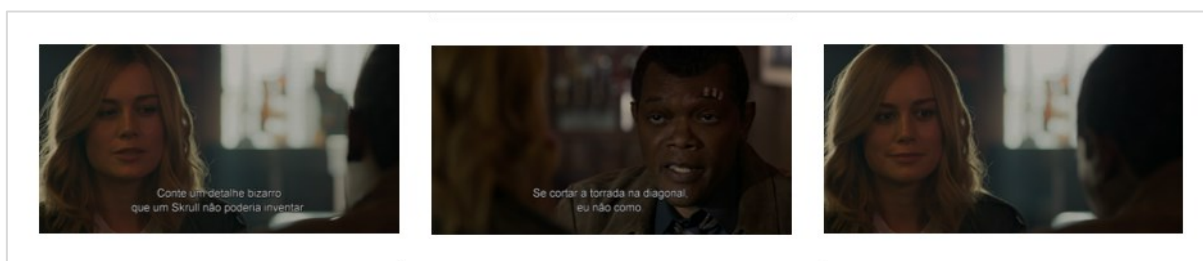 Conte um detalhe bizarro
que um Skrull não poderia inventar
Se cortar a torrada na diagonal,
eu não como